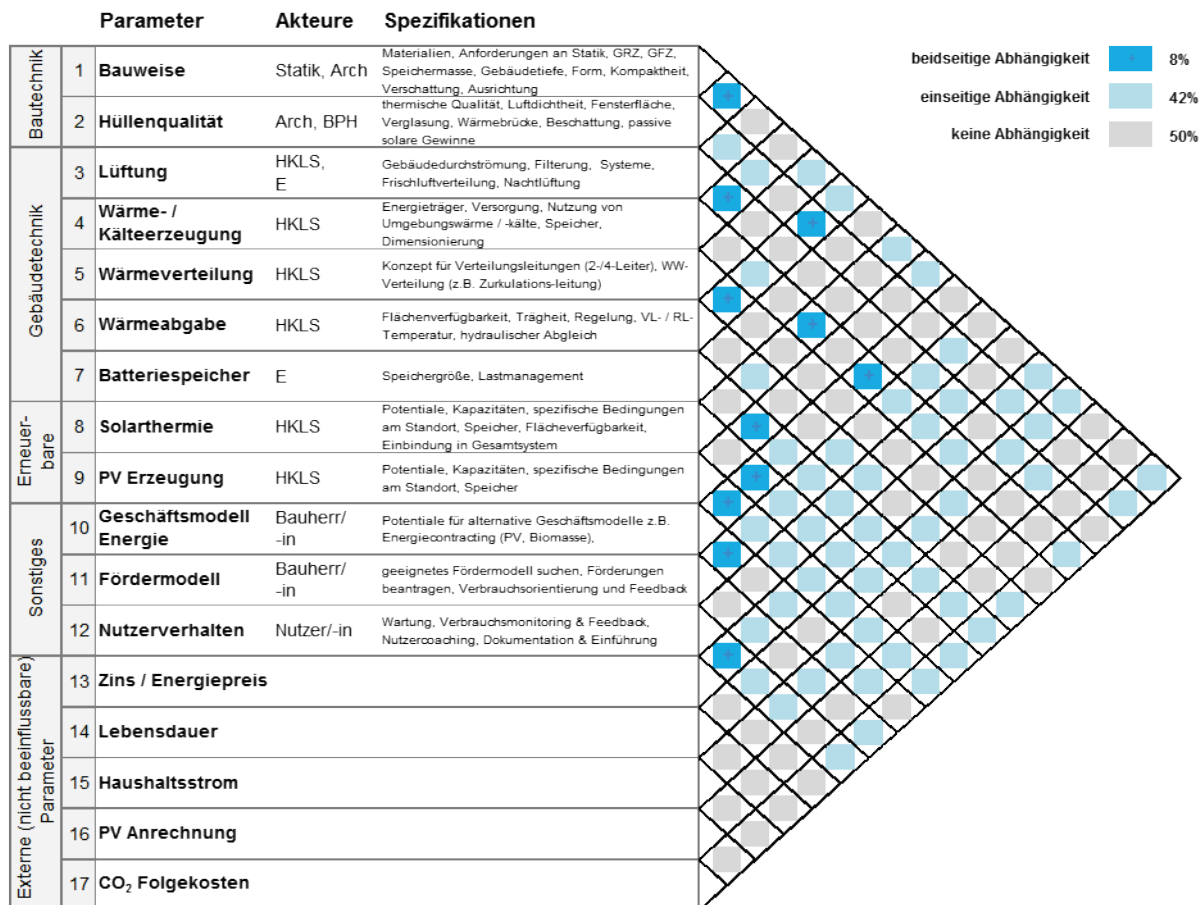 Parameter Akteure Spezifikationen
beidseitige Abhängigkeit + 8%
einseitige Abhängigkeit 42%
keine Abhängigkeit 50%
Bautechnik
1 Bauweise Statik, Arch
Materialien, Anforderungen an Statik, GRZ, GFZ,
Speichermasse, Gebäudetiefe, Form, Kompaktheit,
Verschattung, Ausrichtung
2 Hüllenqualität Arch, BPH
thermische Qualität, Luftdichtheit, Fensterfläche,
Verglasung, Wärmebrücke, Beschattung, passive
solare Gewinne
Gebäudetechnik
3 Lüftung
HKLS,
E
Gebäudedurchströmung, Filterung, Systeme,
Frischluftverteilung, Nachtlüftung
4
Wärme- /
Kälteerzeugung
HKLS
Energieträger, Versorgung, Nutzung von
Umgebungswärme / -kälte, Speicher,
Dimensionierung
5 Wärmeverteilung HKLS
Konzept für Verteilungsleitungen (2-/4-Leiter), WW-
Verteilung (z.B. Zurkulations-leitung)
6 Wärmeabgabe HKLS
Flächenverfügbarkeit, Trägheit, Regelung, VL- / RL-
Temperatur, hydraulischer Abgleich
7 Batteriespeicher E
Speichergröße, Lastmanagement
Erneuer-
bare
8 Solarthermie HKLS
Potentiale, Kapazitäten, spezifische Bedingungen
am Standort, Speicher, Flächeverfügbarkeit,
Einbindung in Gesamtsystem
9 PV Erzeugung HKLS
Potentiale, Kapazitäten, spezifische Bedingungen
am Standort, Speicher
Sonstiges
10
Geschäftsmodell
Energie
Bauherr/
-in
Potentiale für alternative Geschäftsmodelle z.B.
Energiecontracting (PV, Biomasse),
11 Fördermodell
Bauherr/
-in
geeignetes Fördermodell suchen, Förderungen
beantragen, Verbrauchsorientierung und Feedback
12 Nutzerverhalten Nutzer/-in
Wartung, Verbrauchsmonitoring & Feedback,
Nutzercoaching, Dokumentation & Einführung
Externe (nicht beeinflussbare)
Parameter
13 Zins / Energiepreis
14 Lebensdauer
15 Haushaltsstrom
16 PV Anrechnung
17 CO₂ Folgekosten